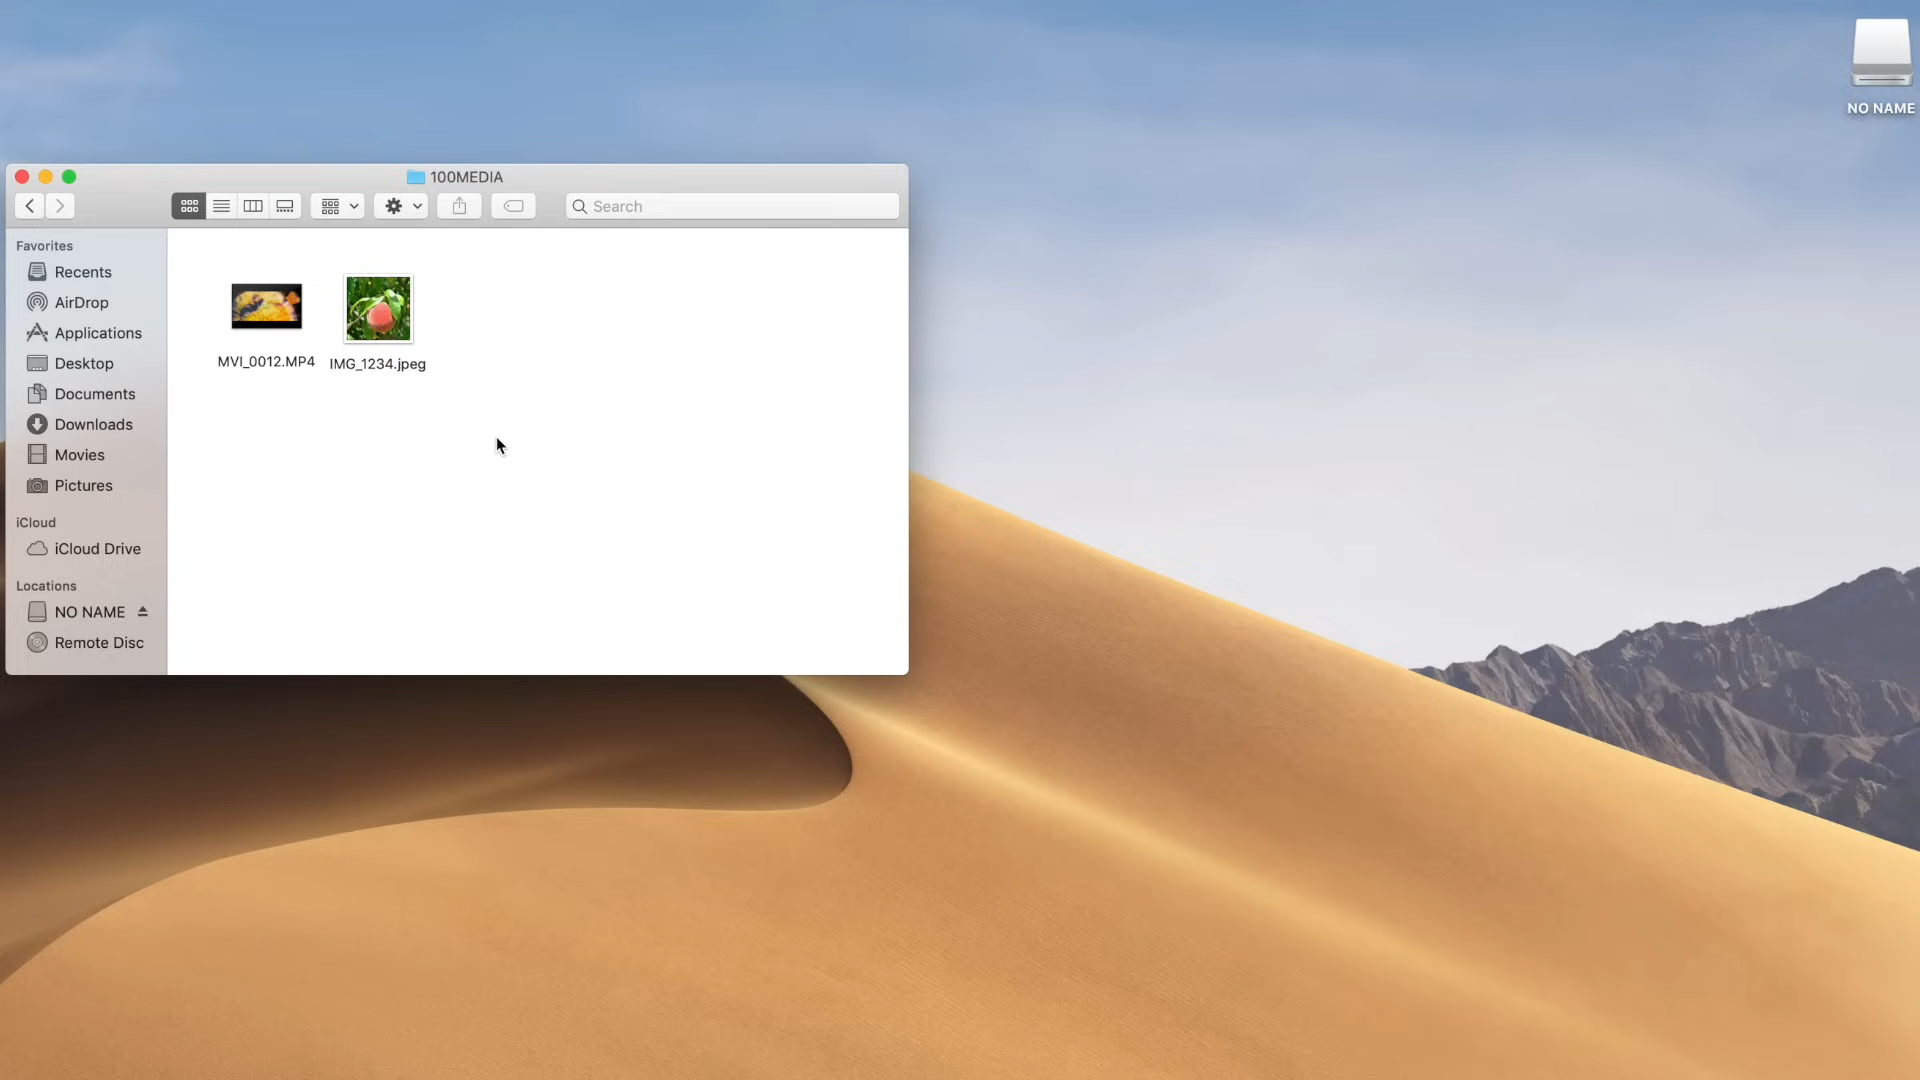 NO NAME
100MEDIA
Search
Favorites
Recents
AirDrop
Applications
Desktop
Documents
Downloads
Movies
Pictures
iCloud
iCloud Drive
Locations
NO NAME
Remote Disc
MVI_0012.MP4
IMG_1234.jpeg